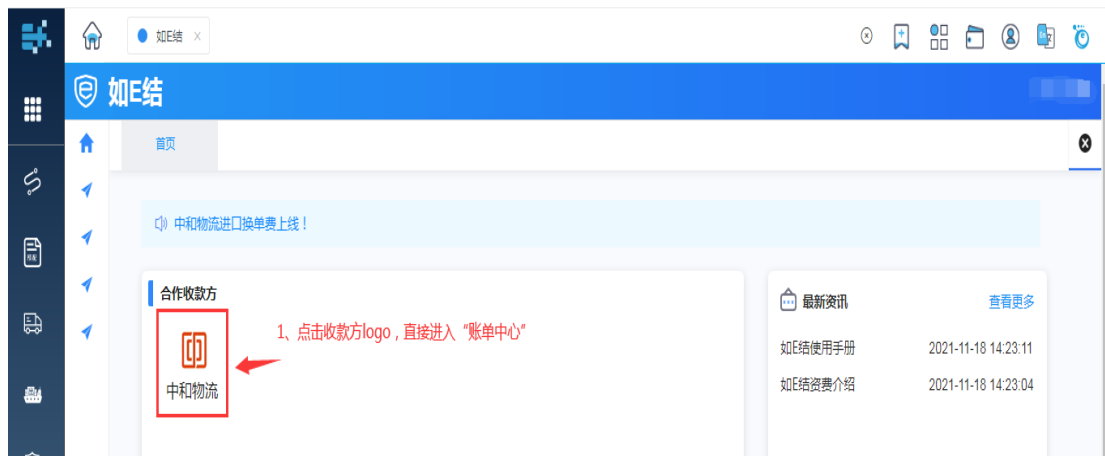 如E结 ×
如E结
首页
中和物流进口换单费上线！
合作收款方
中和物流
1、点击收款方logo，直接进入“账单中心”
最新资讯 查看更多
如E结使用手册 2021-11-18 14:23:11
如E结资费介绍 2021-11-18 14:23:04